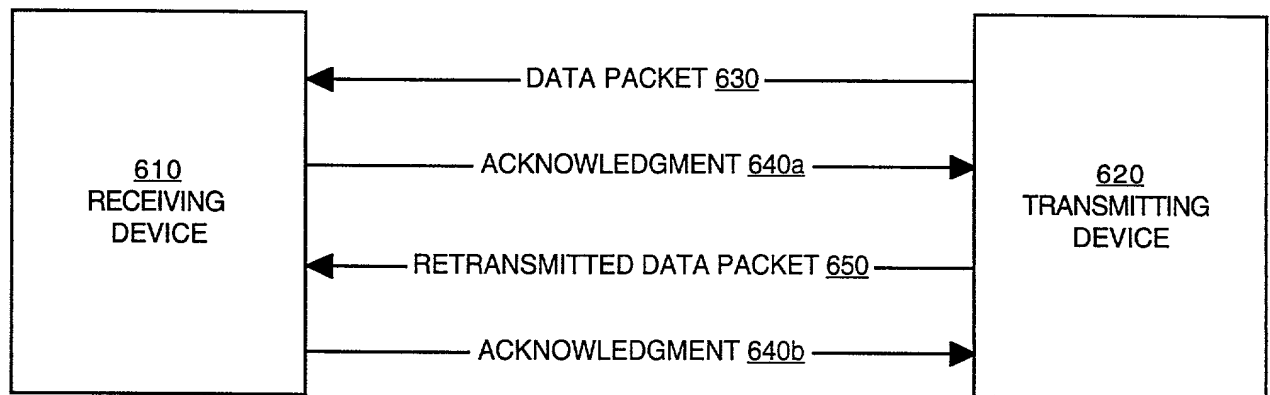 610
RECEIVING
DEVICE
DATA PACKET 630
ACKNOWLEDGMENT 640a
RETRANSMITTED DATA PACKET 650
ACKNOWLEDGMENT 640b
620
TRANSMITTING
DEVICE